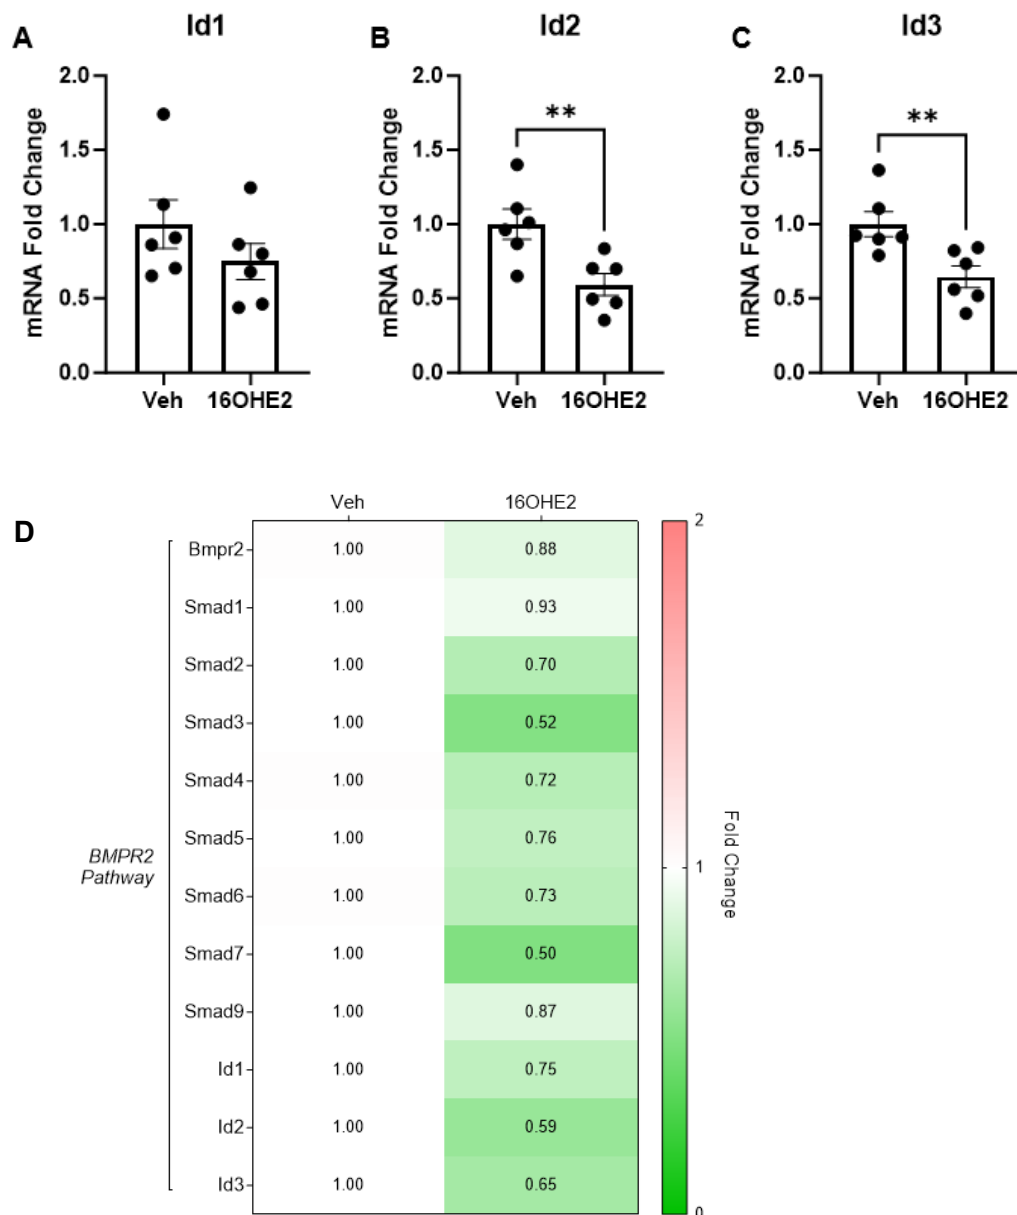 A
Id1
mRNA Fold Change
2.0
1.5
1.0
0.5
0.0
Veh
16OHE2
B
Id2
mRNA Fold Change
2.0
1.5
1.0
0.5
0.0
**
Veh
16OHE2
C
Id3
mRNA Fold Change
2.0
1.5
1.0
0.5
0.0
**
Veh
16OHE2
D
Veh 16OHE2
BMPR2
Pathway
Bmpr2 1.00 0.88
Smad1 1.00 0.93
Smad2 1.00 0.70
Smad3 1.00 0.52
Smad4 1.00 0.72
Smad5 1.00 0.76
Smad6 1.00 0.73
Smad7 1.00 0.50
Smad9 1.00 0.87
Id1 1.00 0.75
Id2 1.00 0.59
Id3 1.00 0.65
2
1
0
Fold Change